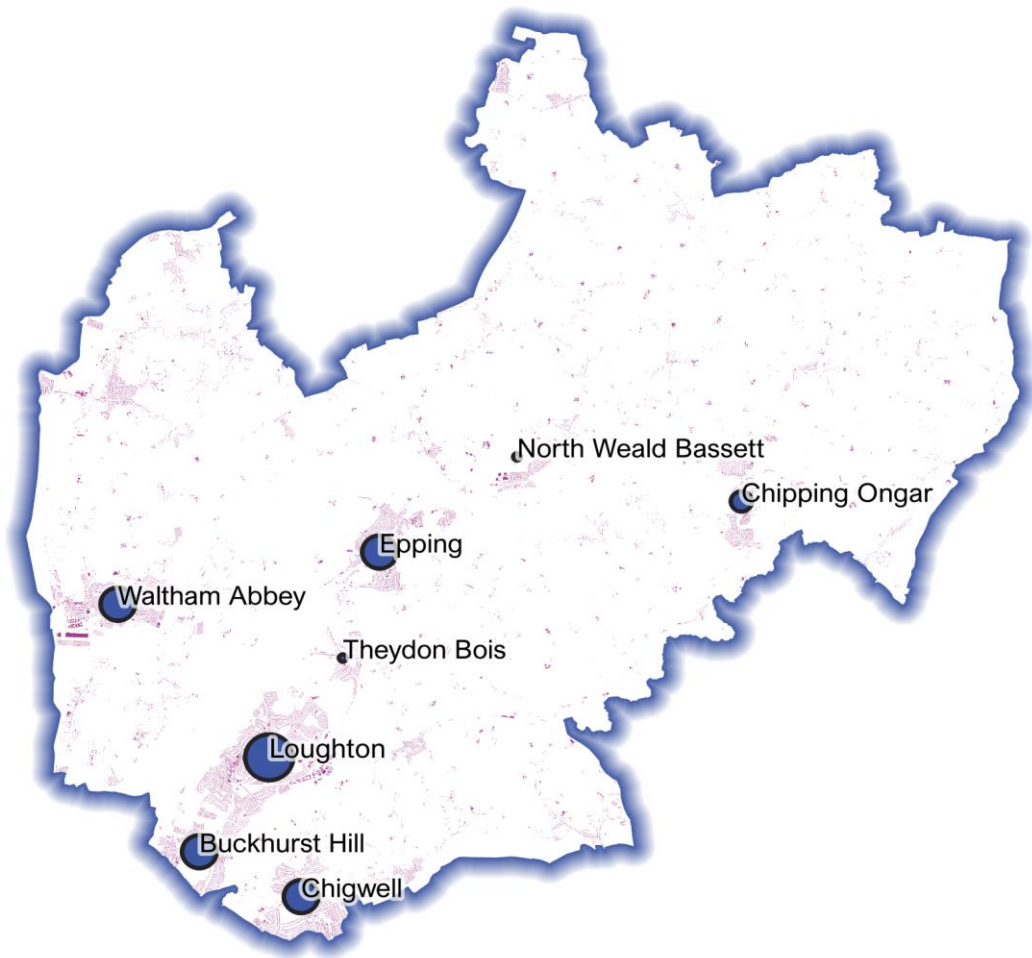 North Weald Bassett
Chipping Ongar
Epping
Waltham Abbey
Theydon Bois
Loughton
Buckhurst Hill
Chigwell